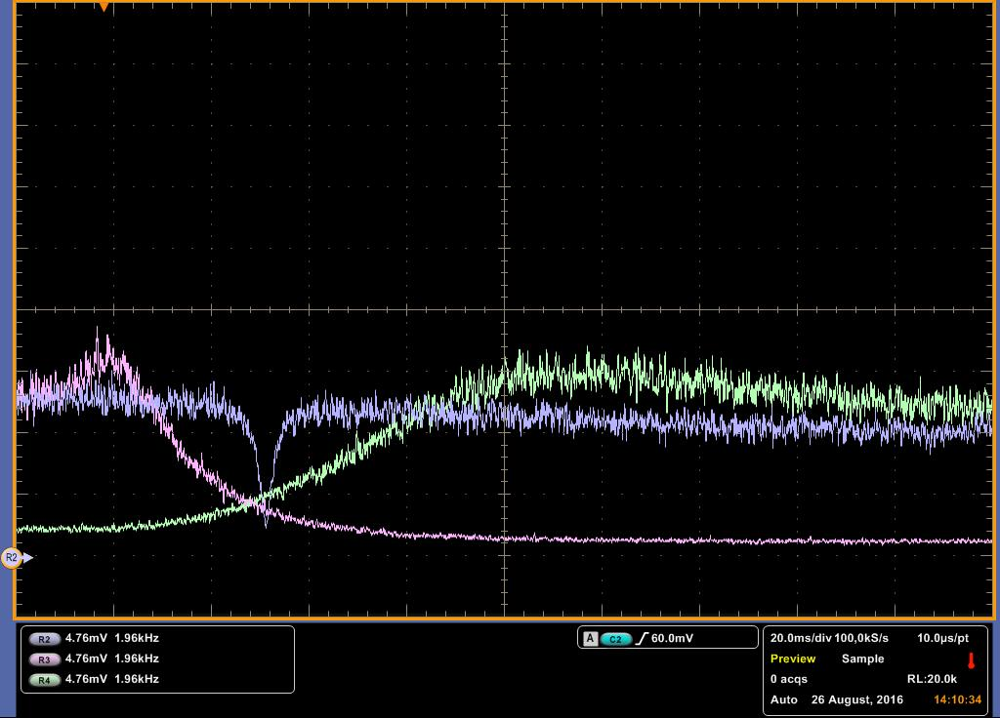 R2
R2 4.76mV 1.96kHz
R3 4.76mV 1.96kHz
R4 4.76mV 1.96kHz
A C2 60.0mV
20.0ms/div 100,0kS/s 10.0µs/pt
Preview Sample
0 acqs RL:20.0k
Auto 26 August, 2016 14:10:34